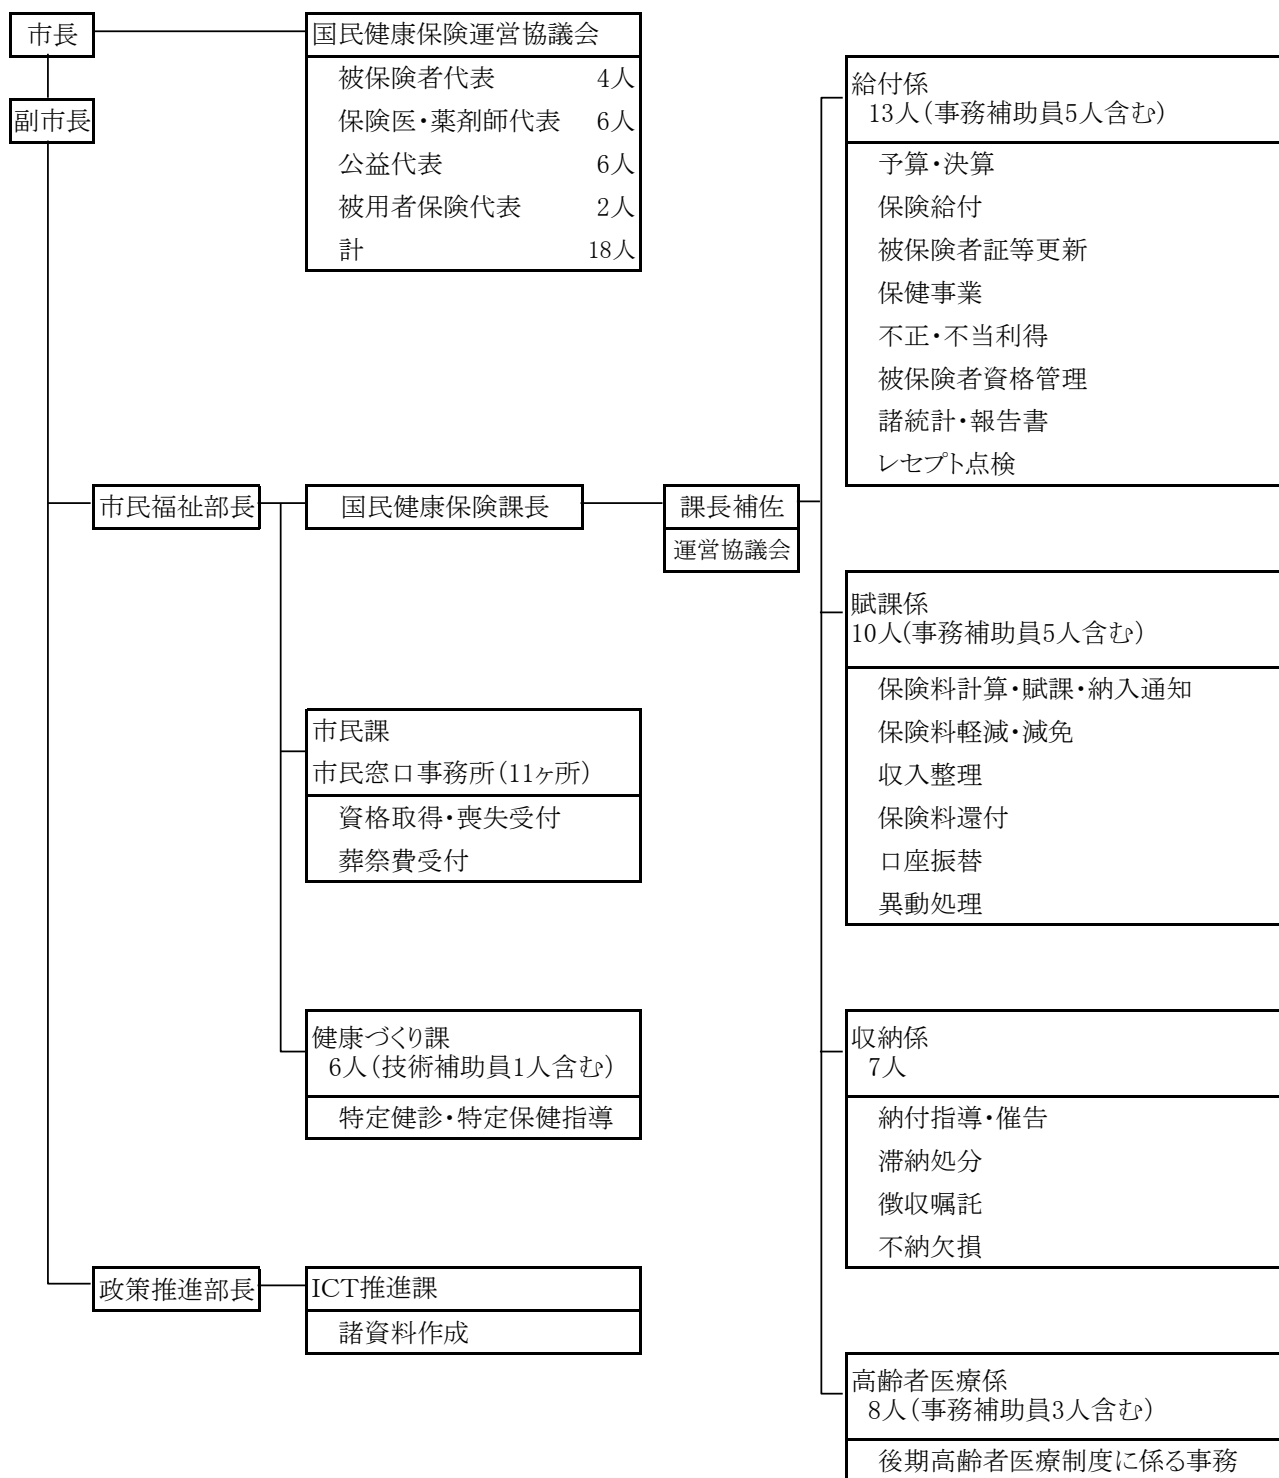 市長
副市長
国民健康保険運営協議会
被保険者代表 4人
保険医・薬剤師代表 6人
公益代表 6人
被用者保険代表 2人
計 18人
市民福祉部長
国民健康保険課長
課長補佐
運営協議会
市民課
市民窓口事務所(11ヶ所)
資格取得・喪失受付
葬祭費受付
健康づくり課
6人(技術補助員1人含む)
特定健診・特定保健指導
政策推進部長
ICT推進課
諸資料作成
給付係
13人(事務補助員5人含む)
予算・決算
保険給付
被保険者証等更新
保健事業
不正・不当利得
被保険者資格管理
諸統計・報告書
レセプト点検
賦課係
10人(事務補助員5人含む)
保険料計算・賦課・納入通知
保険料軽減・減免
収入整理
保険料還付
口座振替
異動処理
収納係
7人
納付指導・催告
滞納処分
徴収嘱託
不納欠損
高齢者医療係
8人(事務補助員3人含む)
後期高齢者医療制度に係る事務